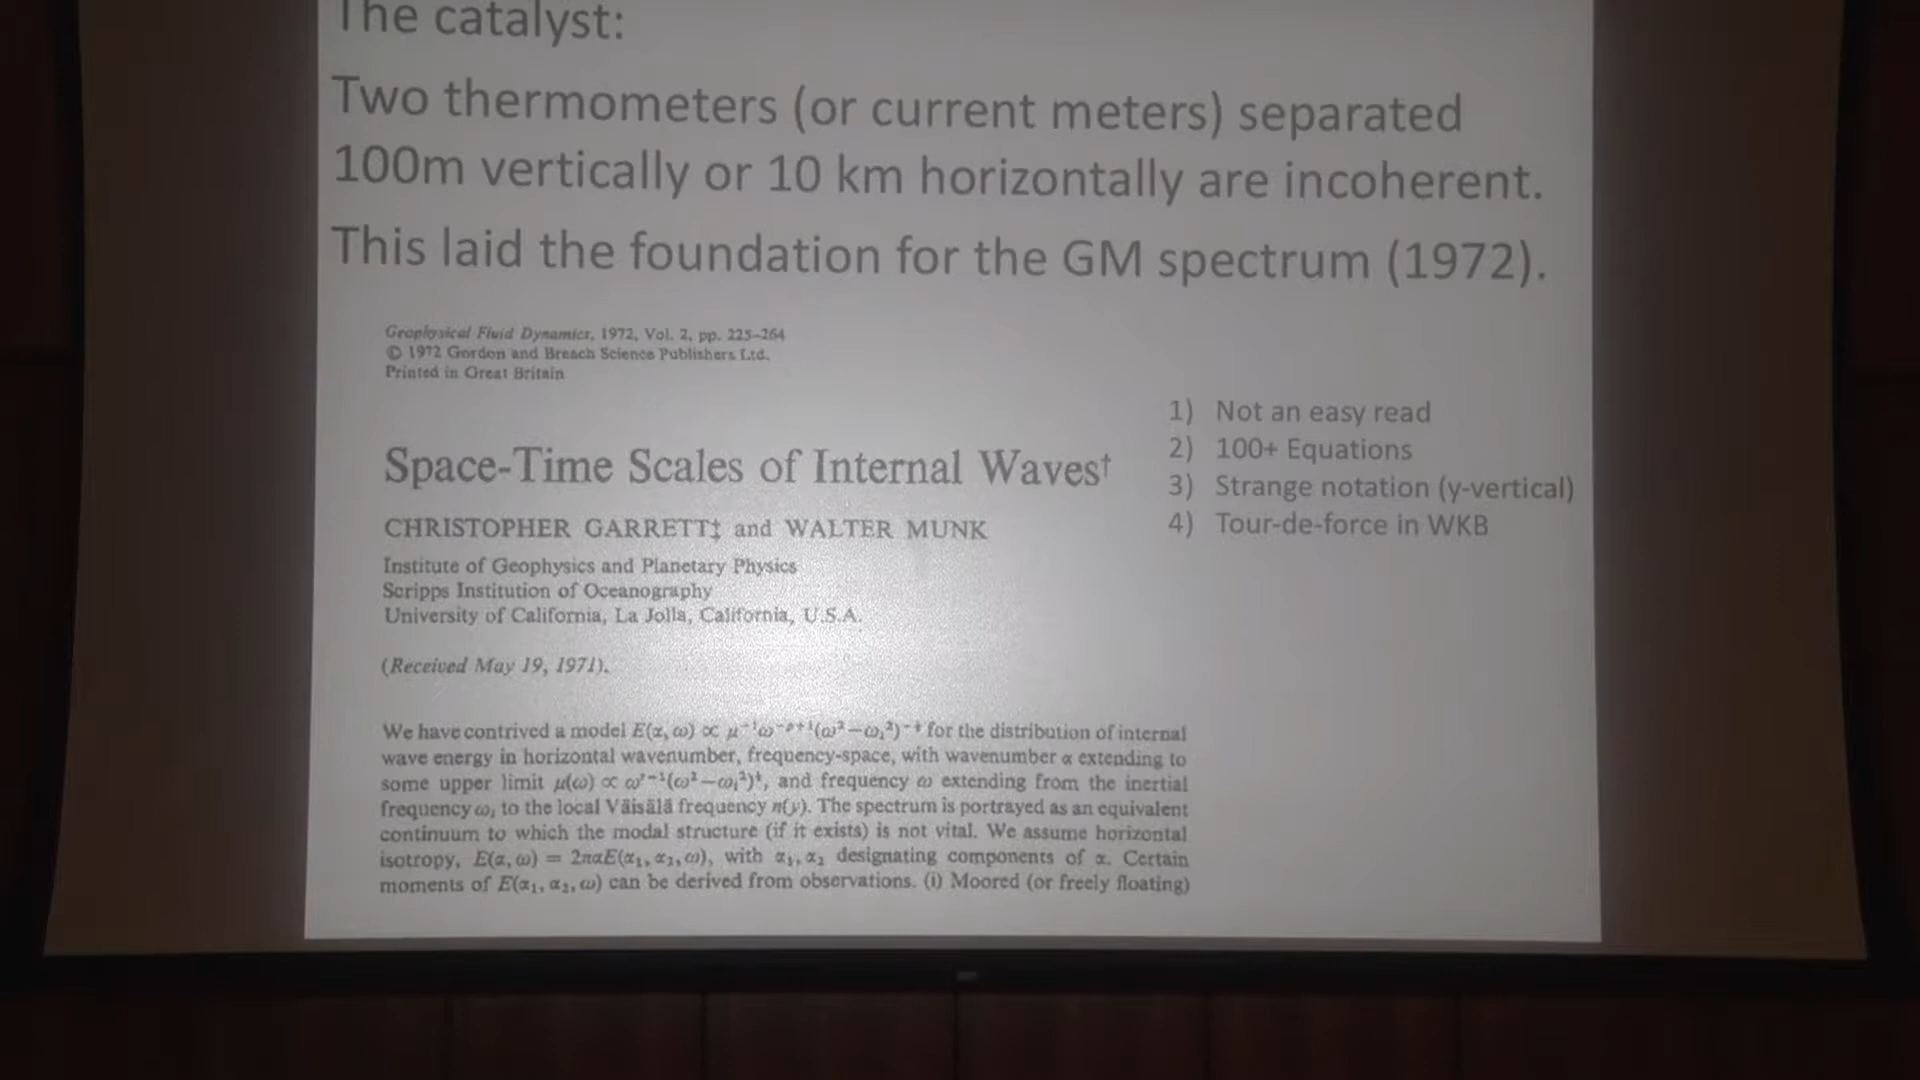 The catalyst:
Two thermometers (or current meters) separated
100m vertically or 10 km horizontally are incoherent.
This laid the foundation for the GM spectrum (1972).
Geophysical Fluid Dynamics, 1972, Vol. 2, pp. 225–264
© 1972 Gordon and Breach Science Publishers Ltd.
Printed in Great Britain
Space-Time Scales of Internal Waves†
CHRISTOPHER GARRETT‡ and WALTER MUNK
Institute of Geophysics and Planetary Physics
Scripps Institution of Oceanography
University of California, La Jolla, California, U.S.A.
(Received May 19, 1971).
1) Not an easy read
2) 100+ Equations
3) Strange notation (y-vertical)
4) Tour-de-force in WKB
We have contrived a model E(α, ω) ∝ for the distribution of internal
wave energy in horizontal wavenumber, frequency-space, with wavenumber α extending to
some upper limit μ(ω) ∝ and frequency ω extending from the inertial
frequency ωᵢ to the local Väisälä frequency n(y). The spectrum is portrayed as an equivalent
continuum to which the modal structure (if it exists) is not vital. We assume horizontal
isotropy, E(α, ω) = 2παE(α₁, α₂, ω), with α₁, α₂ designating components of α. Certain
moments of E(α₁, α₂, ω) can be derived from observations. (i) Moored (or freely floating)